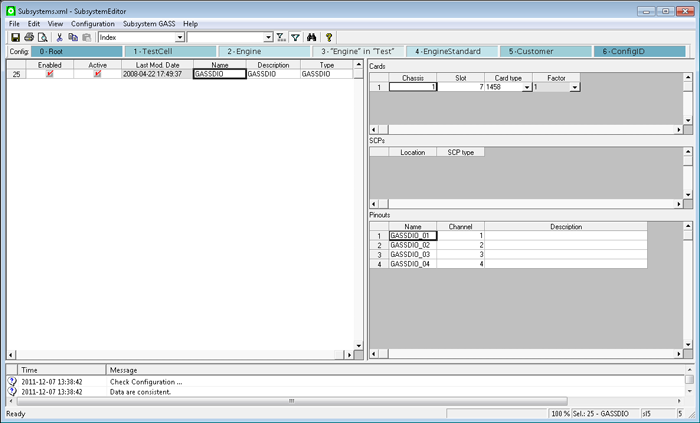 Subsystems.xml - SubsystemEditor
File Edit View Configuration Subsystem GASS Help
Index
Config: 0 - Root 1 - TestCell 2 - Engine 3 - "Engine" in "Test" 4 - EngineStandard 5 - Customer 6 - ConfigID
Enabled Active Last Mod. Date Name Description Type
25 2008-04-22 17:49:37 GASSDIO GASSDIO GASSDIO
Cards
Chassis Slot Card type Factor
1 1 7 1458 1
SCPs
Location SCP type
Pinouts
Name Channel Description
1 GASSDIO_01 1
2 GASSDIO_02 2
3 GASSDIO_03 3
4 GASSDIO_04 4
Time Message
2011-12-07 13:38:42 Check Configuration ...
2011-12-07 13:38:42 Data are consistent.
Ready 100 % Sel.: 25 - GASSDIO sl5 5